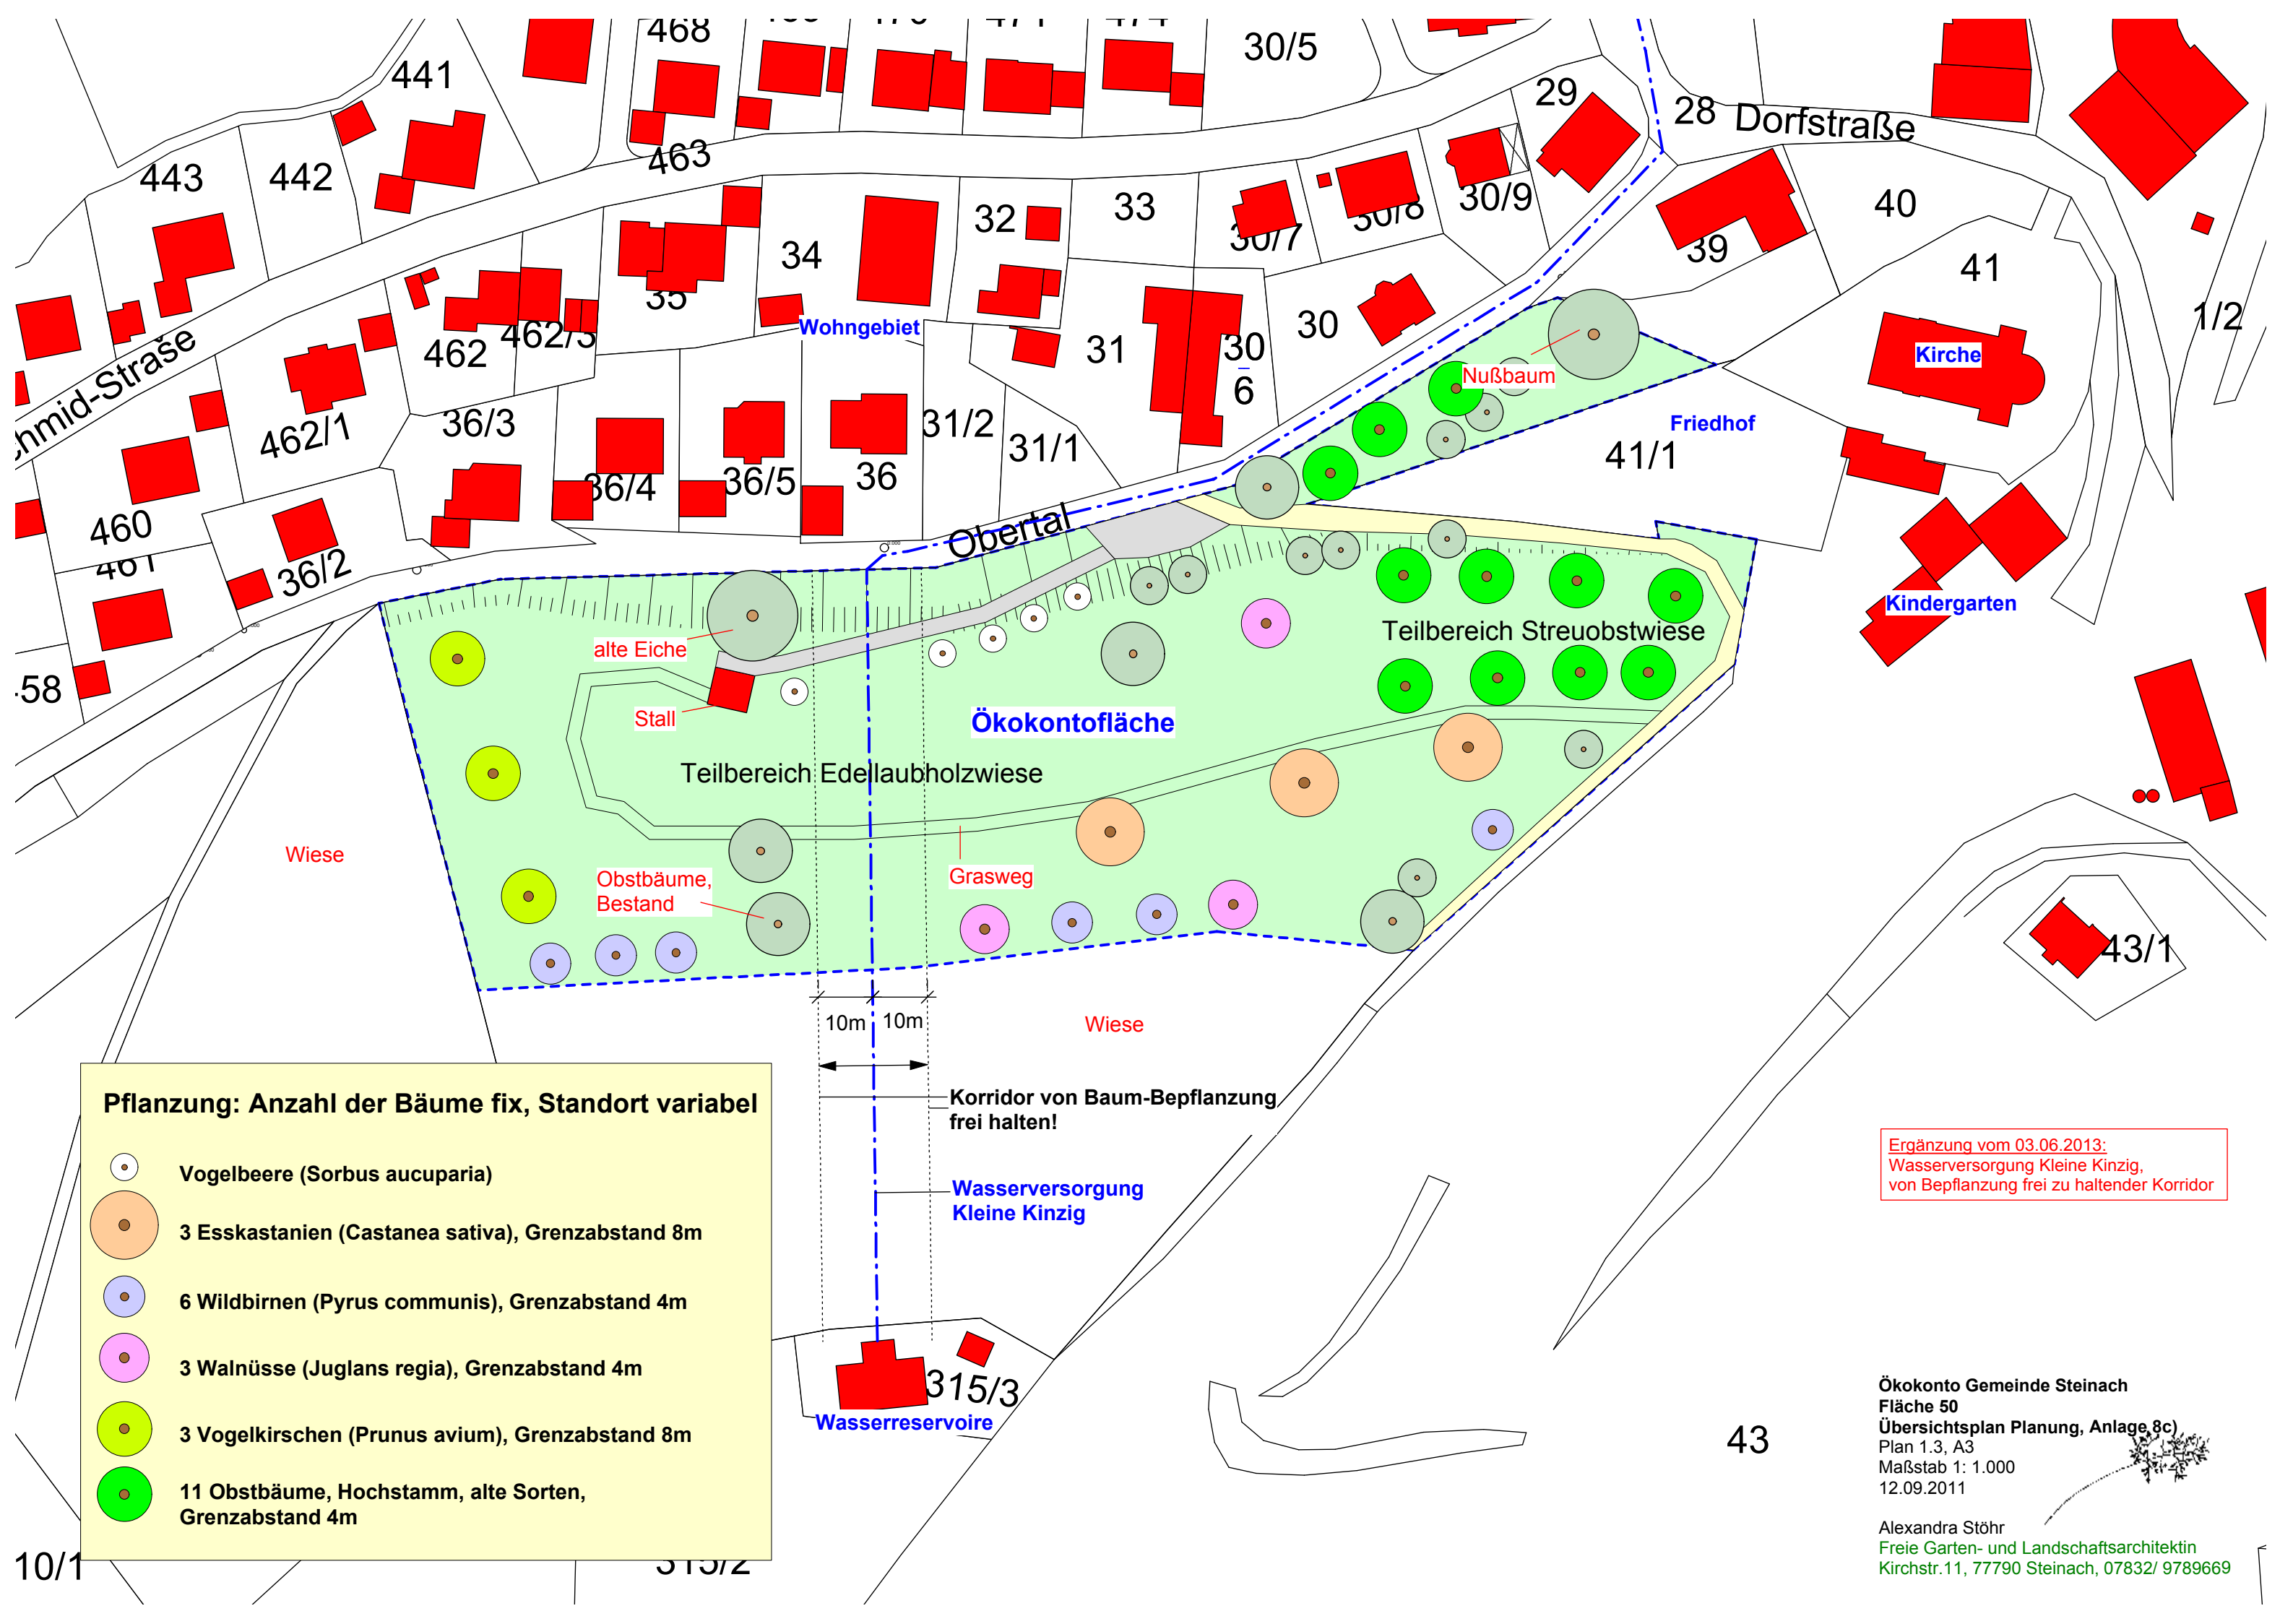 468
441
30/5
29
28 Dorfstraße
443
442
463
32
33
30/7
30/8
30/9
39
40
41
1/2
34
35
Wohngebiet
462
462/3
31
30
6
30
Kirche
Nußbaum
Friedhof
41/1
462/1
36/3
31/2
31/1
36/4
36/5
36
460
461
36/2
Obertal
Kindergarten
alte Eiche
Teilbereich Streuobstwiese
Stall
Ökokontofläche
Teilbereich Edellaubholzwiese
Wiese
Obstbäume,
Bestand
Grasweg
43/1
10m
10m
Wiese
Korridor von Baum-Bepflanzung
frei halten!
Wasserversorgung
Kleine Kinzig
315/3
Wasserreservoire
43
10/1
315/2
Pflanzung: Anzahl der Bäume fix, Standort variabel
Vogelbeere (Sorbus aucuparia)
3 Esskastanien (Castanea sativa), Grenzabstand 8m
6 Wildbirnen (Pyrus communis), Grenzabstand 4m
3 Walnüsse (Juglans regia), Grenzabstand 4m
3 Vogelkirschen (Prunus avium), Grenzabstand 8m
11 Obstbäume, Hochstamm, alte Sorten,
Grenzabstand 4m
Ergänzung vom 03.06.2013:
Wasserversorgung Kleine Kinzig,
von Bepflanzung frei zu haltender Korridor
Ökokonto Gemeinde Steinach
Fläche 50
Übersichtsplan Planung, Anlage 8c)
Plan 1.3, A3
Maßstab 1: 1.000
12.09.2011
Alexandra Stöhr
Freie Garten- und Landschaftsarchitektin
Kirchstr.11, 77790 Steinach, 07832/ 9789669